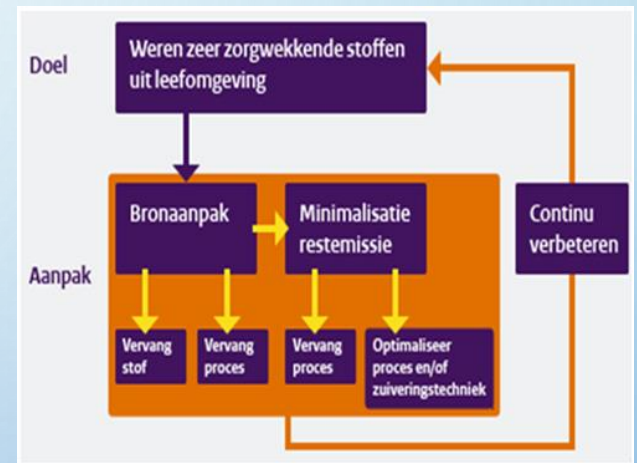 Doel
Weren zeer zorgwekkende stoffen
uit leefomgeving
Aanpak
Bronaanpak
Minimalisatie
restemissie
Continu
verbeteren
Vervang
stof
Vervang
proces
Vervang
proces
Optimaliseer
proces en/of
zuiveringstechniek